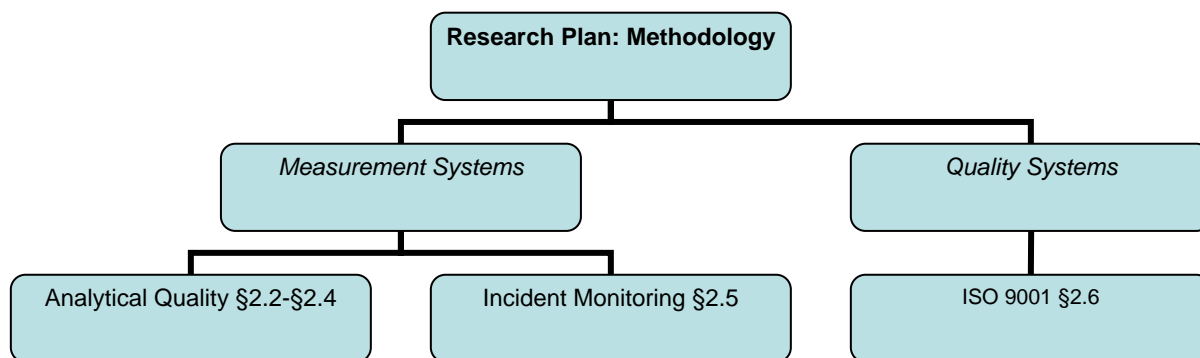 Research Plan: Methodology
Measurement Systems
Quality Systems
Analytical Quality §2.2-§2.4
Incident Monitoring §2.5
ISO 9001 §2.6